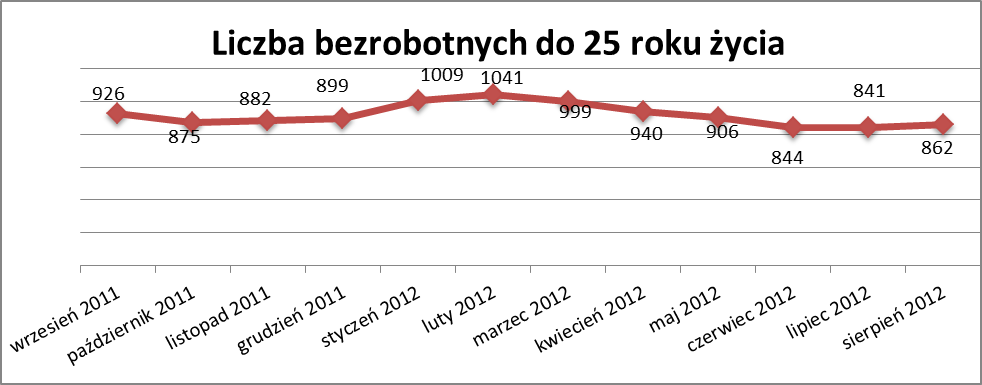 Liczba bezrobotnych do 25 roku życia
926
875
882
899
1009
1041
999
940
906
844
841
862
wrzesień 2011
październik 2011
listopad 2011
grudzień 2011
styczeń 2012
luty 2012
marzec 2012
kwiecień 2012
maj 2012
czerwiec 2012
lipiec 2012
sierpień 2012